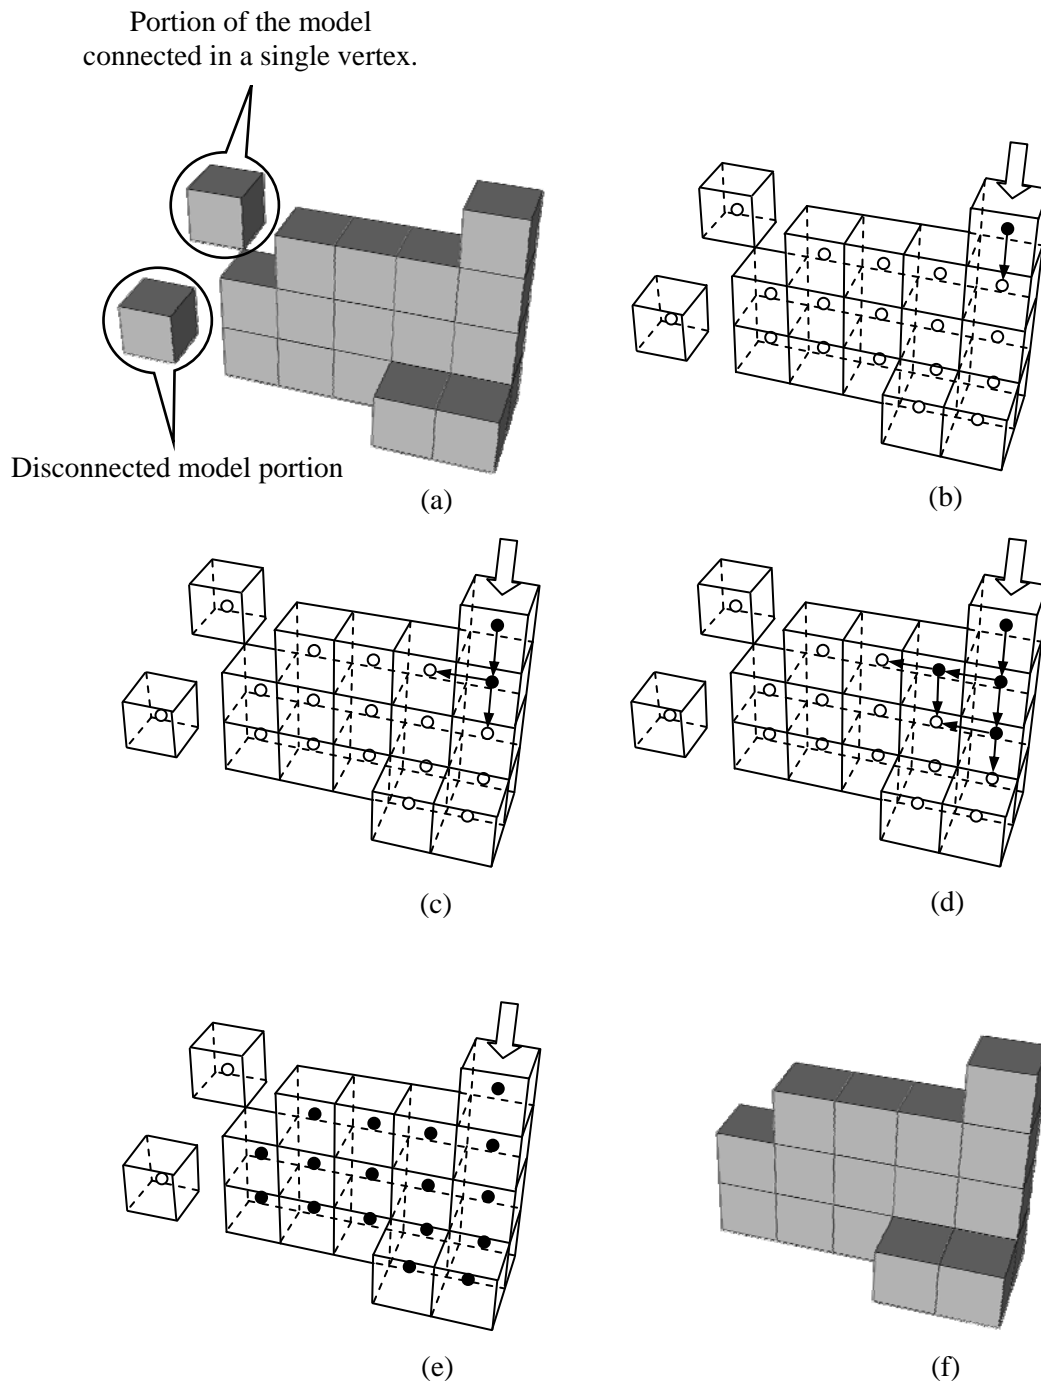 Portion of the model
connected in a single vertex.
Disconnected model portion
(a)
(b)
(c)
(d)
(e)
(f)